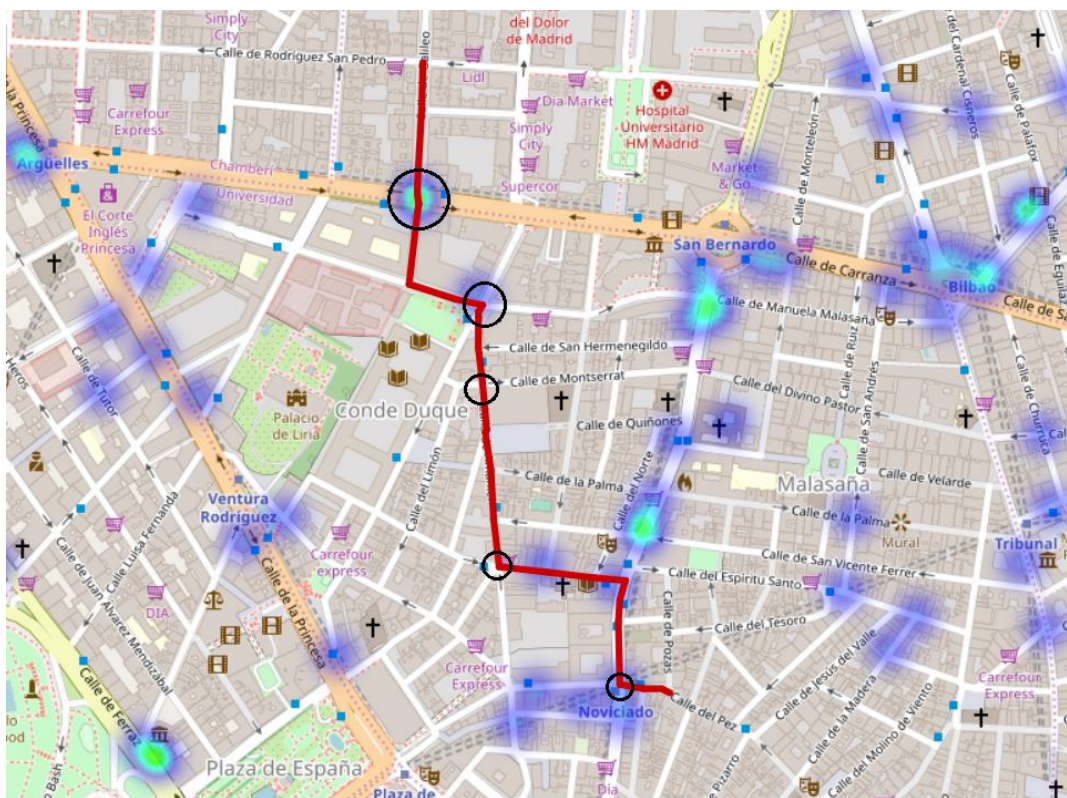 Simply
City
del Dolor
de Madrid
Calle de Rodríguez San Pedro
Lidl
Carrefour
Express
Dia Market
Hospital
Universitario
HM Madrid
Simply
City
Supercor
Market
& Go
Calle de Monteleón
Calle del Cardenal Cisneros
Calle de Palafox
Argüelles
Chamberí
Universidad
El Corte
Inglés
Princesa
San Bernardo
Calle de Carranza
Bilbao
Calle de Manuela Malasaña
Calle de San Hermenegildo
Calle de Montserrat
Calle de Ruiz
Calle de San Andrés
Calle del Divino Pastor
Calle de Tutor
Palacio
de Liria
Conde Duque
Calle de Quiñones
Calle de Churruca
Calle del Limón
Calle de la Palma
Calle del Norte
Malasaña
Calle de Velarde
Ventura
Rodríguez
Calle Luisa Fernanda
Calle de la Palma
Mural
Tribunal
Carrefour
express
Calle de San Vicente Ferrer
Calle de Juan Álvarez Mendizábal
DIA
Calle de la Princesa
Calle del Espíritu Santo
Calle del Tesoro
Calle de Pozas
Carrefour
Express
Calle de Jesús del Valle
Calle de la Madera
Calle del Molino de Viento
Carrefour
Express
Calle de Ferraz
Noviciado
Calle del Pez
Plaza de España
Dia
Plaza de